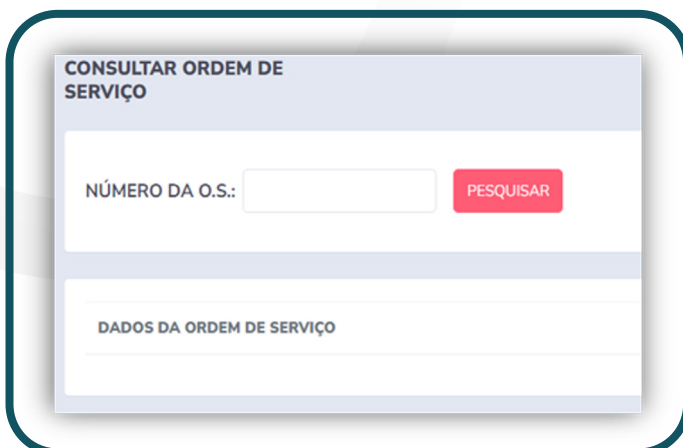 CONSULTAR ORDEM DE
SERVIÇO
NÚMERO DA O.S.: PESQUISAR
DADOS DA ORDEM DE SERVIÇO